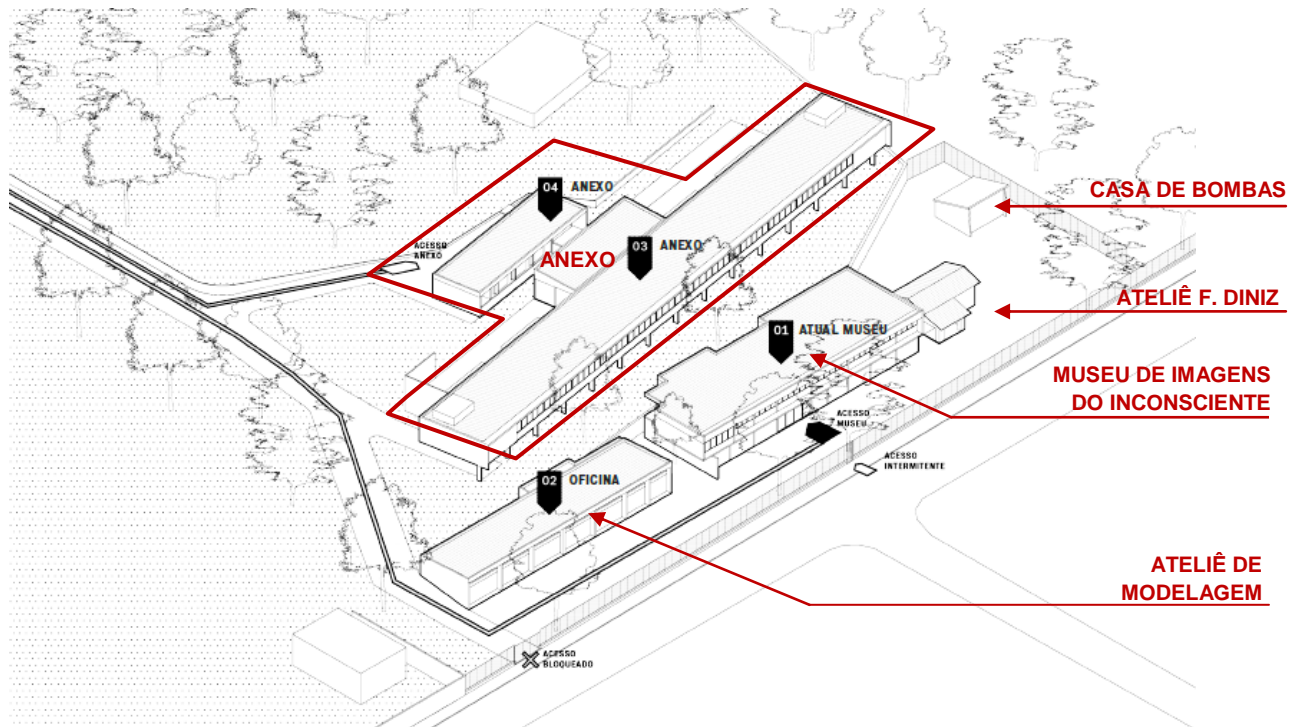 CASA DE BOMBAS
04 ANEXO
ACESSO
ANEXO
ANEXO
03 ANEXO
ATELIÊ F. DINIZ
01 ATUAL MUSEU
MUSEU DE IMAGENS
DO INCONSCIENTE
ACESSO
MUSEU
ACESSO
INTERMITENTE
02 OFICINA
ATELIÊ DE
MODELAGEM
ACESSO
BLOQUEADO